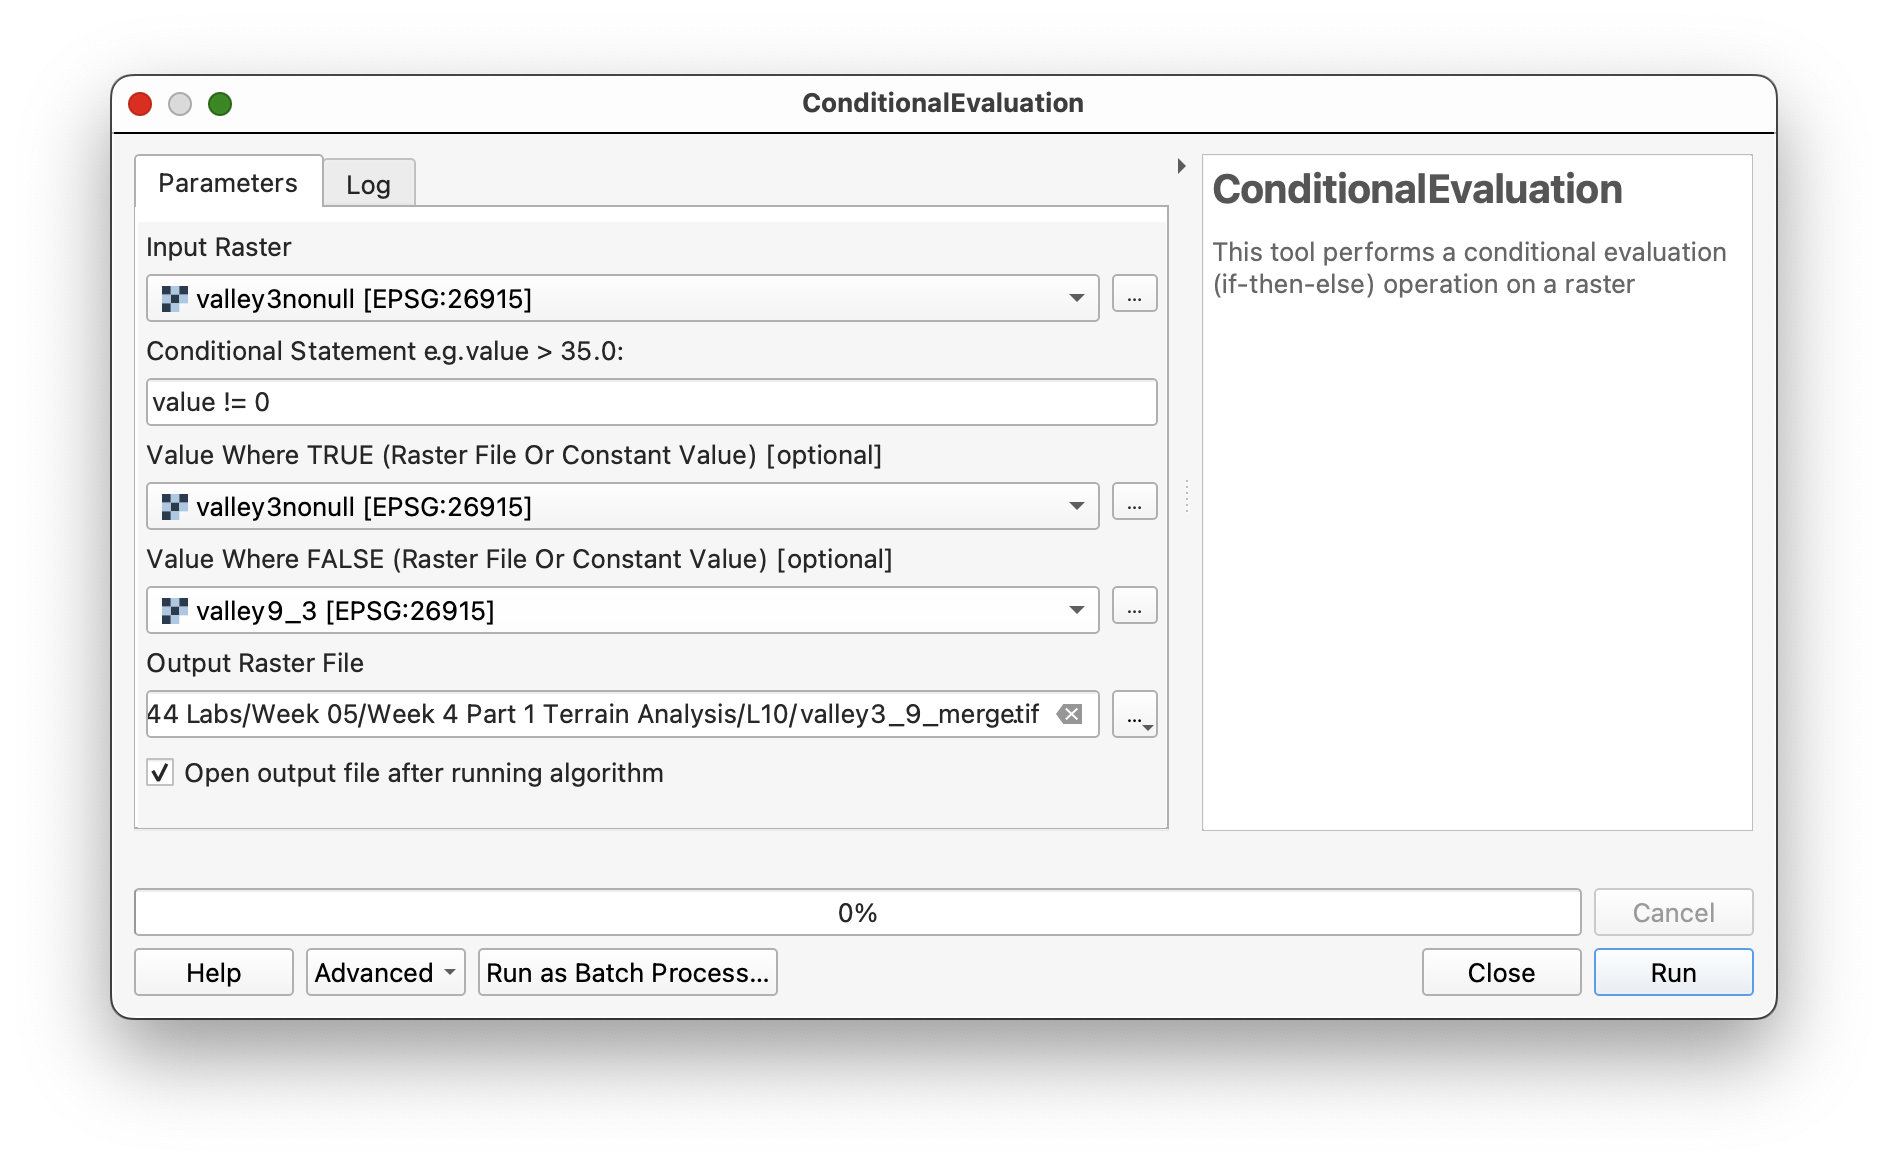 ConditionalEvaluation
Parameters
Log
Input Raster
valley3nonull [EPSG:26915]
...
Conditional Statement e.g.value > 35.0:
value != 0
Value Where TRUE (Raster File Or Constant Value) [optional]
valley3nonull [EPSG:26915]
...
Value Where FALSE (Raster File Or Constant Value) [optional]
valley9_3 [EPSG:26915]
...
Output Raster File
44 Labs/Week 05/Week 4 Part 1 Terrain Analysis/L10/valley3_9_merge.tif
...
Open output file after running algorithm
ConditionalEvaluation
This tool performs a conditional evaluation
(if-then-else) operation on a raster
0%
Cancel
Help
Advanced
Run as Batch Process...
Close
Run